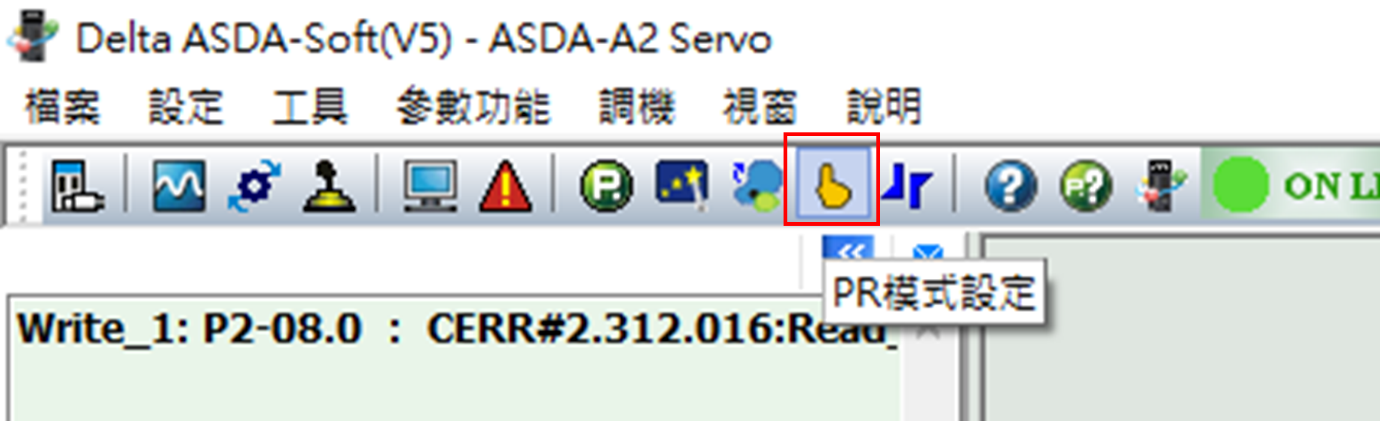 Delta ASDA-Soft(V5) - ASDA-A2 Servo
檔案 設定 工具 參數功能 調機 視窗 說明
P P? ? ON LI
PR模式設定
Write_1: P2-08.0 : CERR#2.312.016:Read_